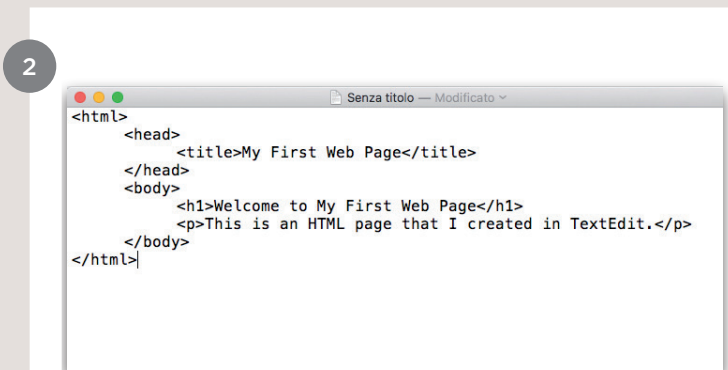 2
Senza titolo — Modificato
<html>
<head>
<title>My First Web Page</title>
</head>
<body>
<h1>Welcome to My First Web Page</h1>
<p>This is an HTML page that I created in TextEdit.</p>
</body>
</html>